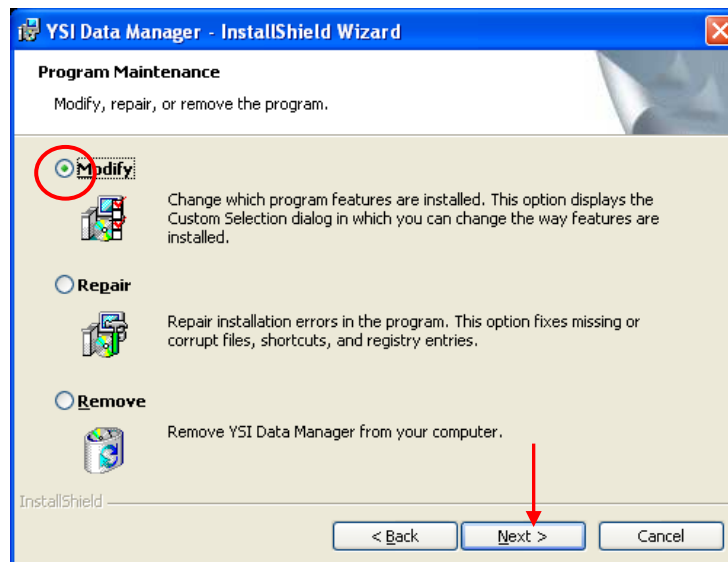 YSI Data Manager - InstallShield Wizard
Program Maintenance
Modify, repair, or remove the program.
Modify
Change which program features are installed. This option displays the
Custom Selection dialog in which you can change the way features are
installed.
Repair
Repair installation errors in the program. This option fixes missing or
corrupt files, shortcuts, and registry entries.
Remove
Remove YSI Data Manager from your computer.
InstallShield
< Back Next > Cancel